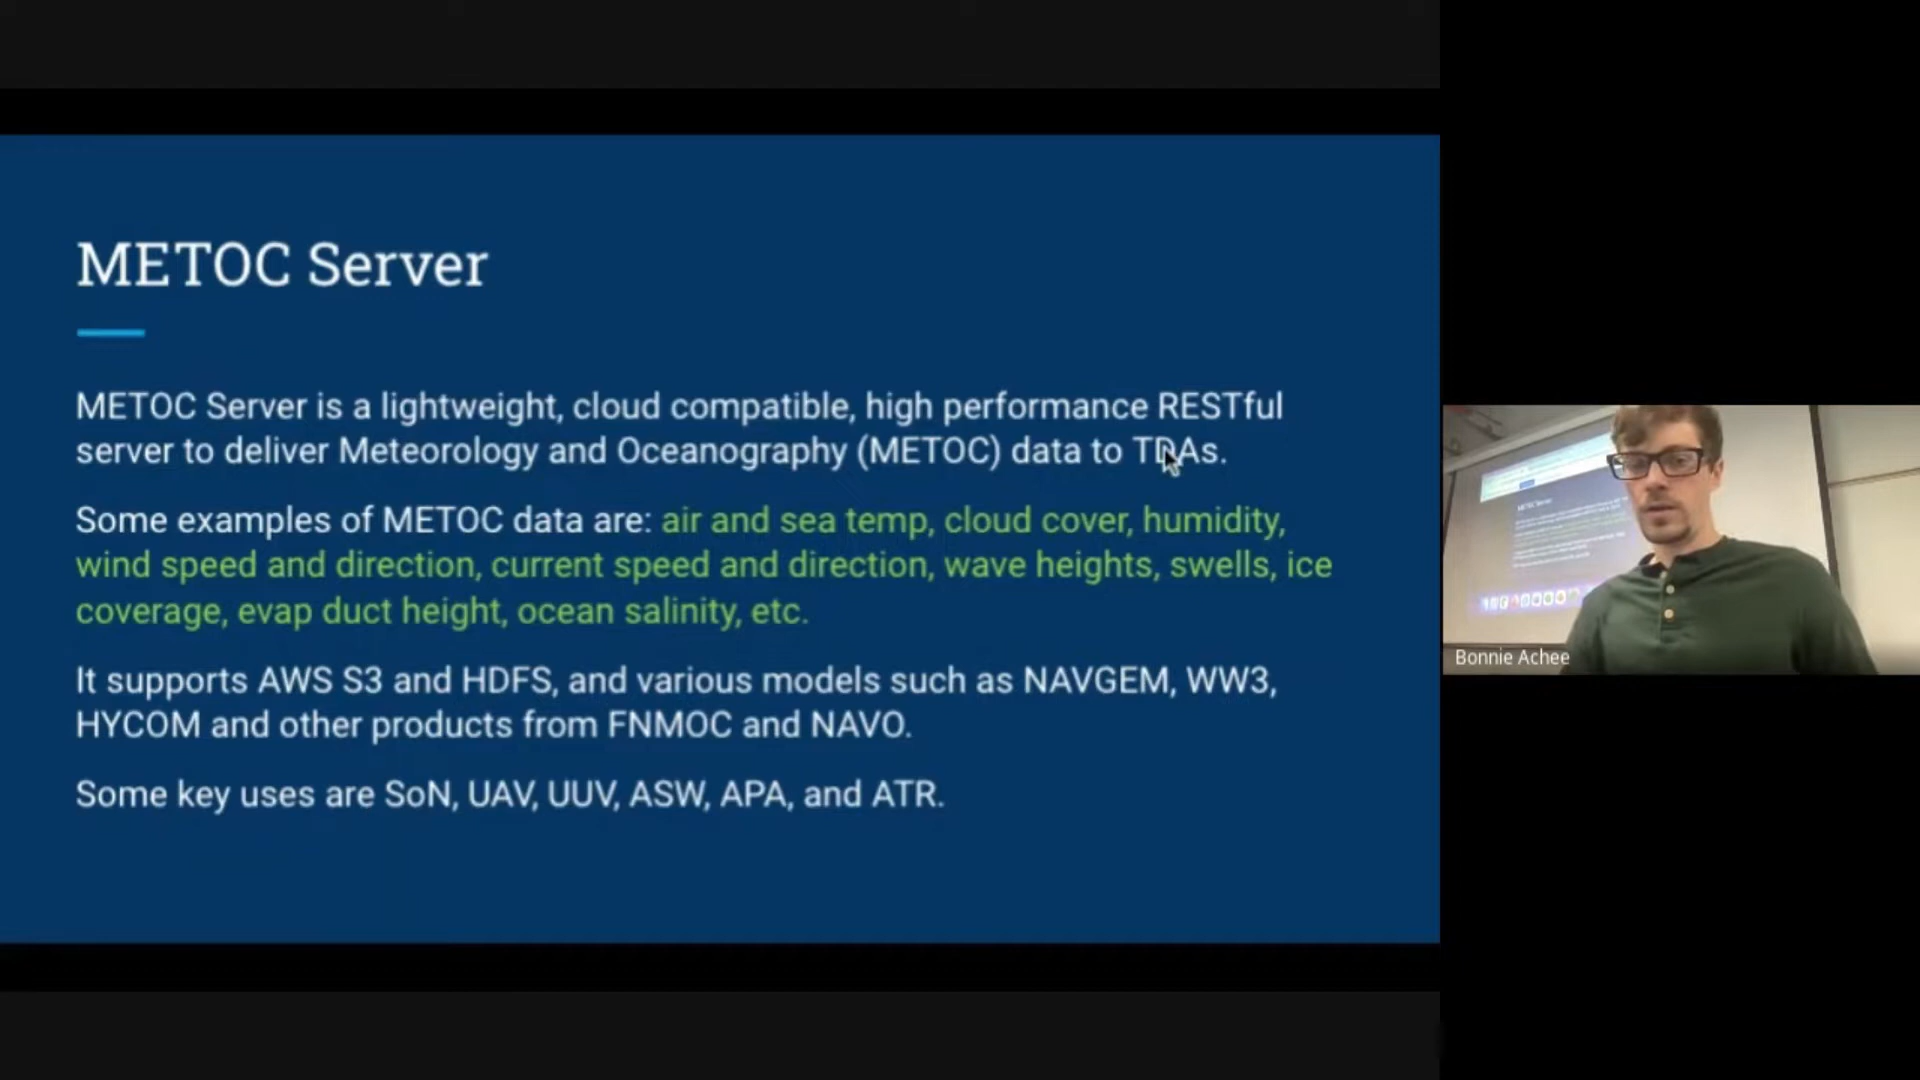 METOC Server
METOC Server is a lightweight, cloud compatible, high performance RESTful
server to deliver Meteorology and Oceanography (METOC) data to TDAs.
Some examples of METOC data are: air and sea temp, cloud cover, humidity,
wind speed and direction, current speed and direction, wave heights, swells, ice
coverage, evap duct height, ocean salinity, etc.
It supports AWS S3 and HDFS, and various models such as NAVGEM, WW3,
HYCOM and other products from FNMOC and NAVO.
Some key uses are SoN, UAV, UUV, ASW, APA, and ATR.
Bonnie Achee